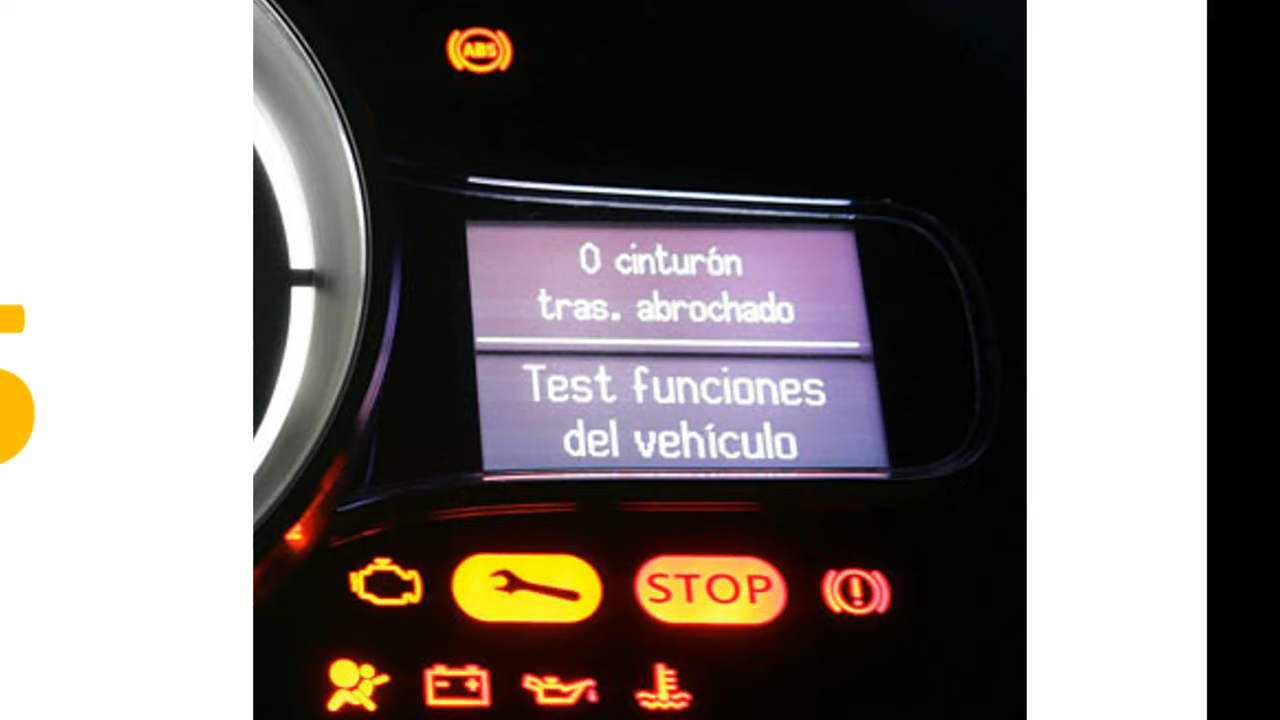 ABS
0 cinturón
tras. abrochado
Test funciones
del vehículo
STOP